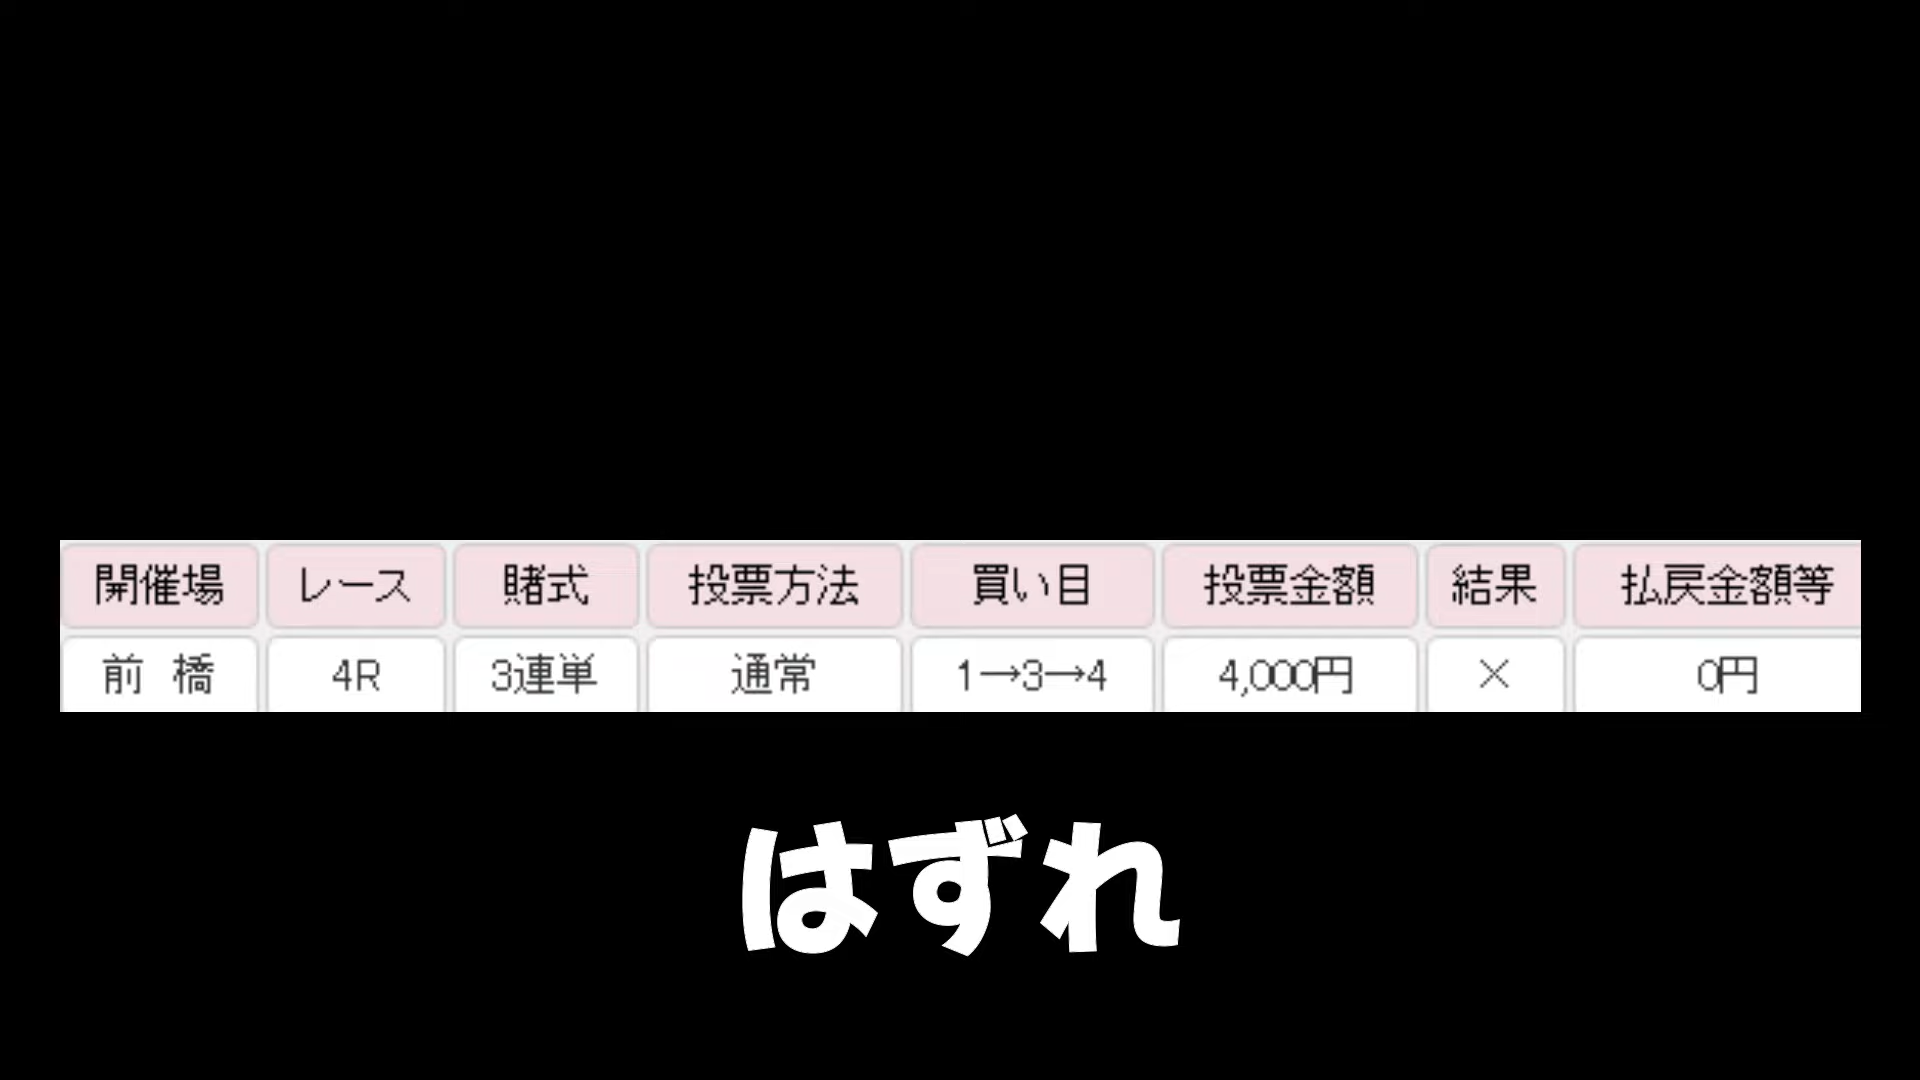 開催場 レース 賭式 投票方法 買い目 投票金額 結果 払戻金額等
前 橋 4R 3連単 通常 1→3→4 4,000円 × 0円
はずれ